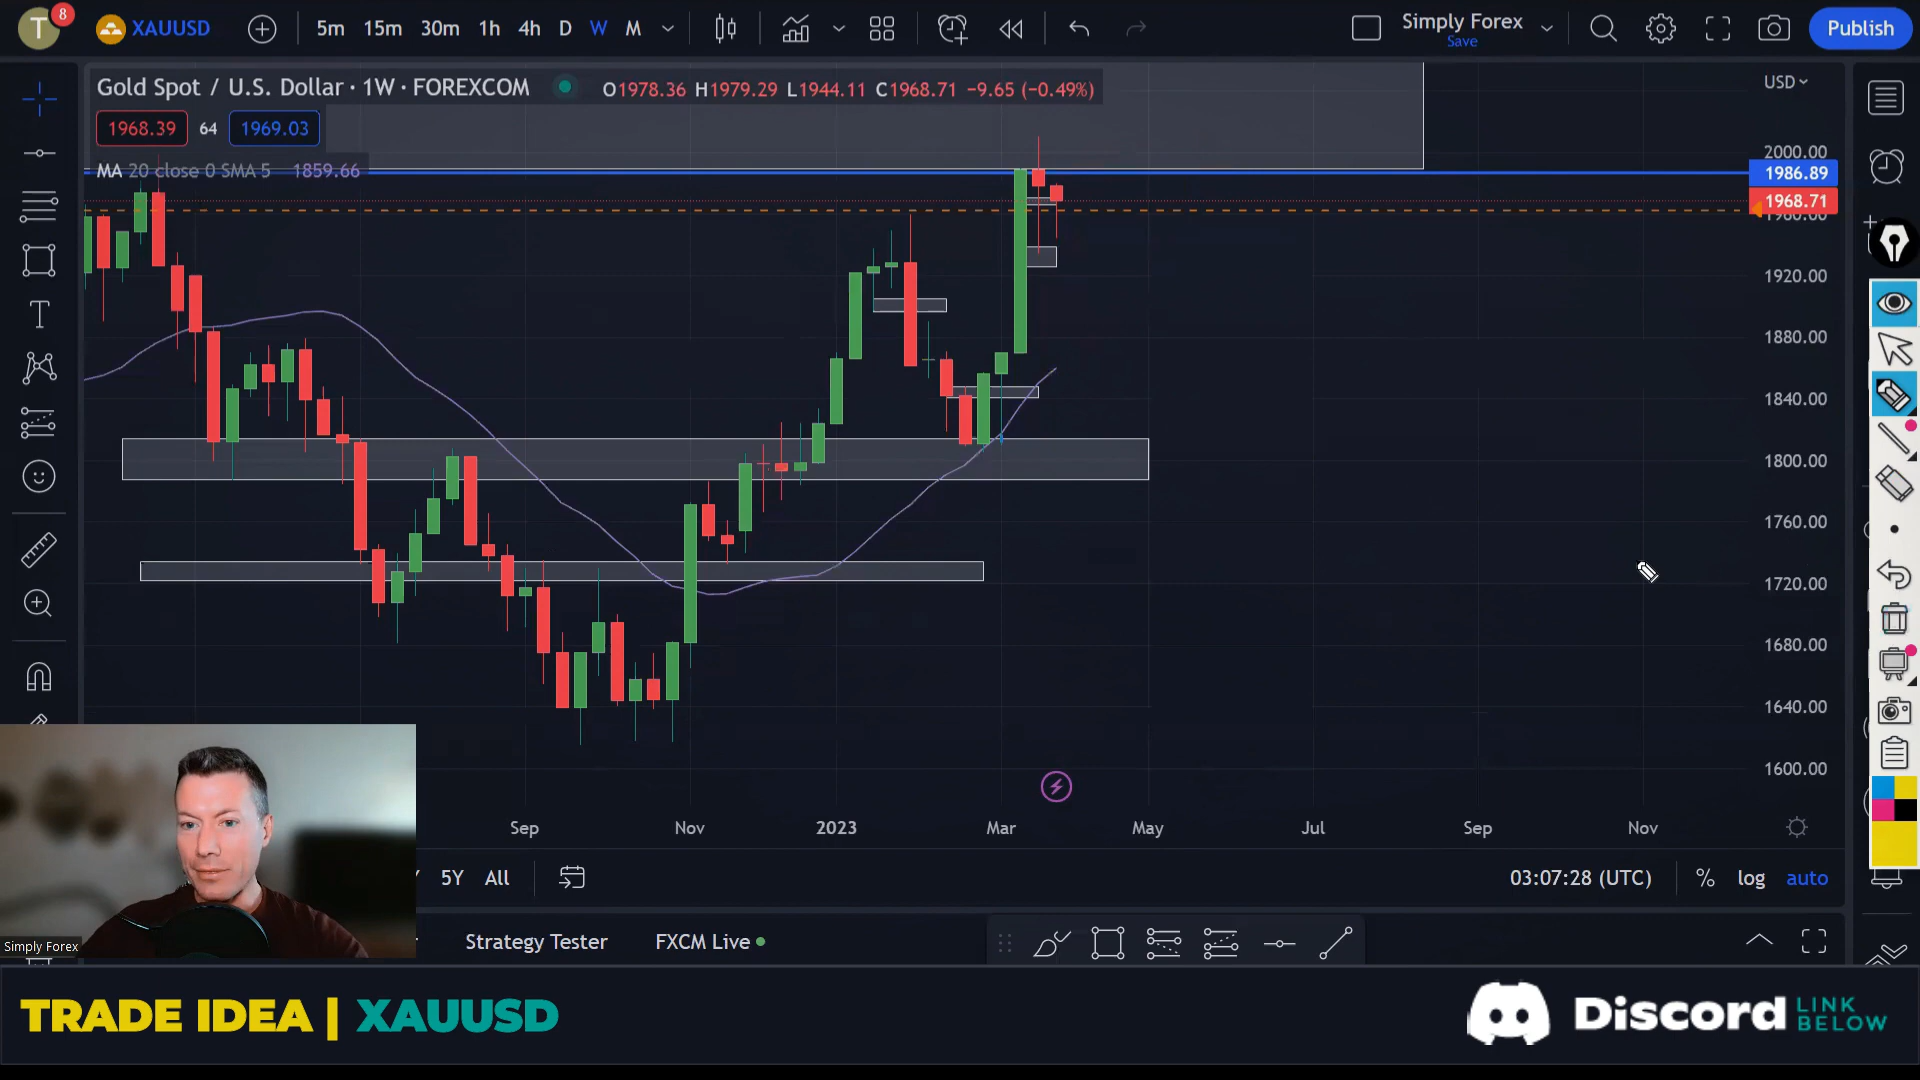 T 8 XAUUSD 5m 15m 30m 1h 4h D W M Simply Forex Save Publish
Gold Spot / U.S. Dollar · 1W · FOREXCOM O1978.36 H1979.29 L1944.11 C1968.71 −9.65 (−0.49%) USD
1968.39 64 1969.03
MA 20 close 0 SMA 5 1859.66
2000.00
1986.89
1968.71
1960.00
1920.00
1880.00
1840.00
1800.00
1760.00
1720.00
1680.00
1640.00
1600.00
Sep Nov 2023 Mar May Jul Sep Nov
5Y All 03:07:28 (UTC) % log auto
Simply Forex
Strategy Tester FXCM Live
TRADE IDEA | XAUUSD
Discord LINK BELOW